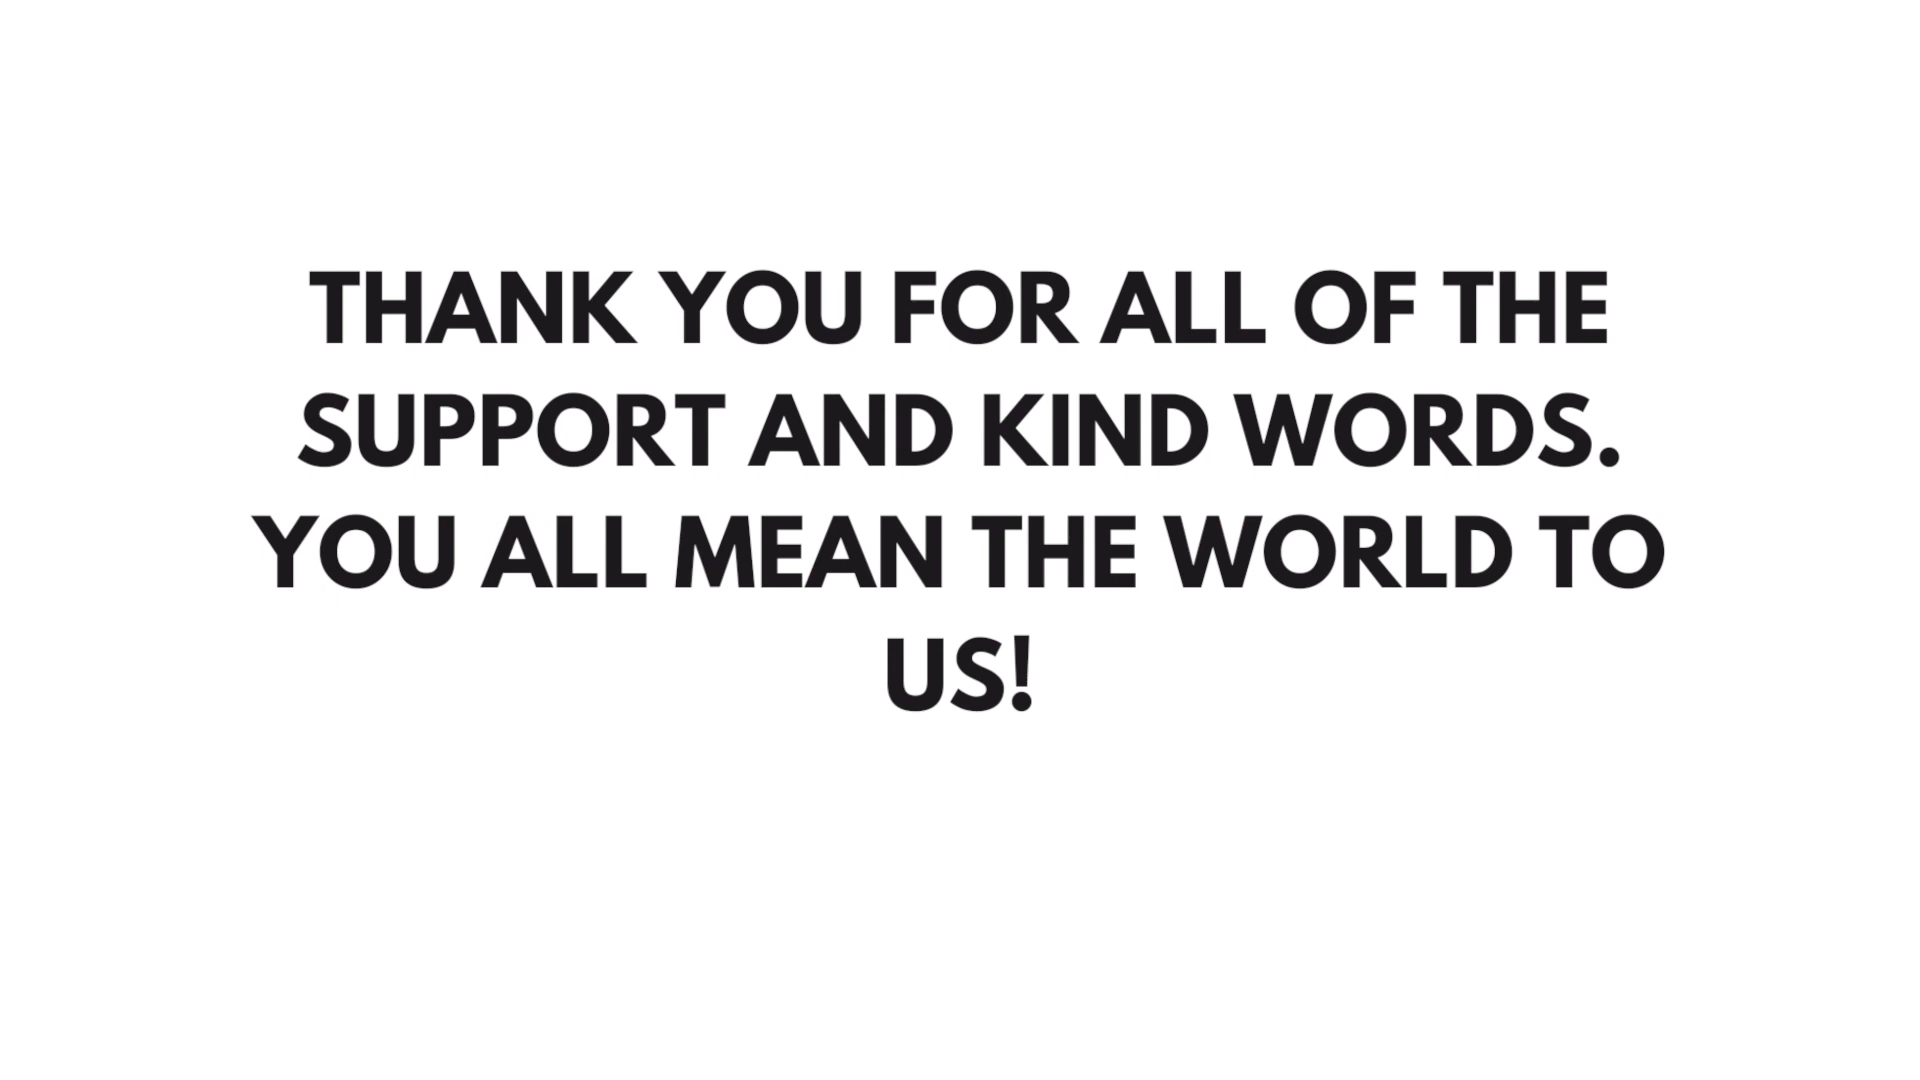 THANK YOU FOR ALL OF THE
SUPPORT AND KIND WORDS.
YOU ALL MEAN THE WORLD TO
US!